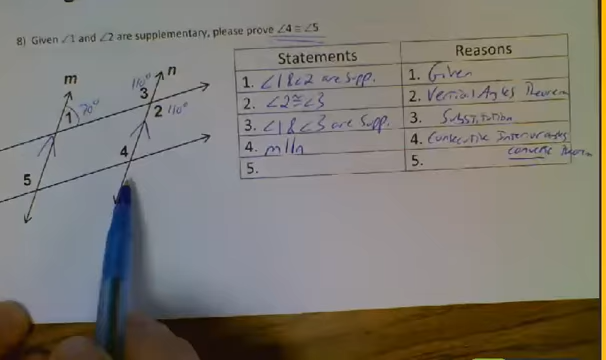 8) Given ∠1 and ∠2 are supplementary, please prove ∠4 ≅ ∠5
m
n
110°
3
1
70°
2
110°
4
5
Statements Reasons
1. ∠1&∠2 are supp. 1. Given
2. ∠2≅∠3 2. Vertical Angles Theorem
3. ∠1&∠3 are supp. 3. Substitution
4. m||n 4. Consecutive Interior Angles
converse Theorem
5. 5.